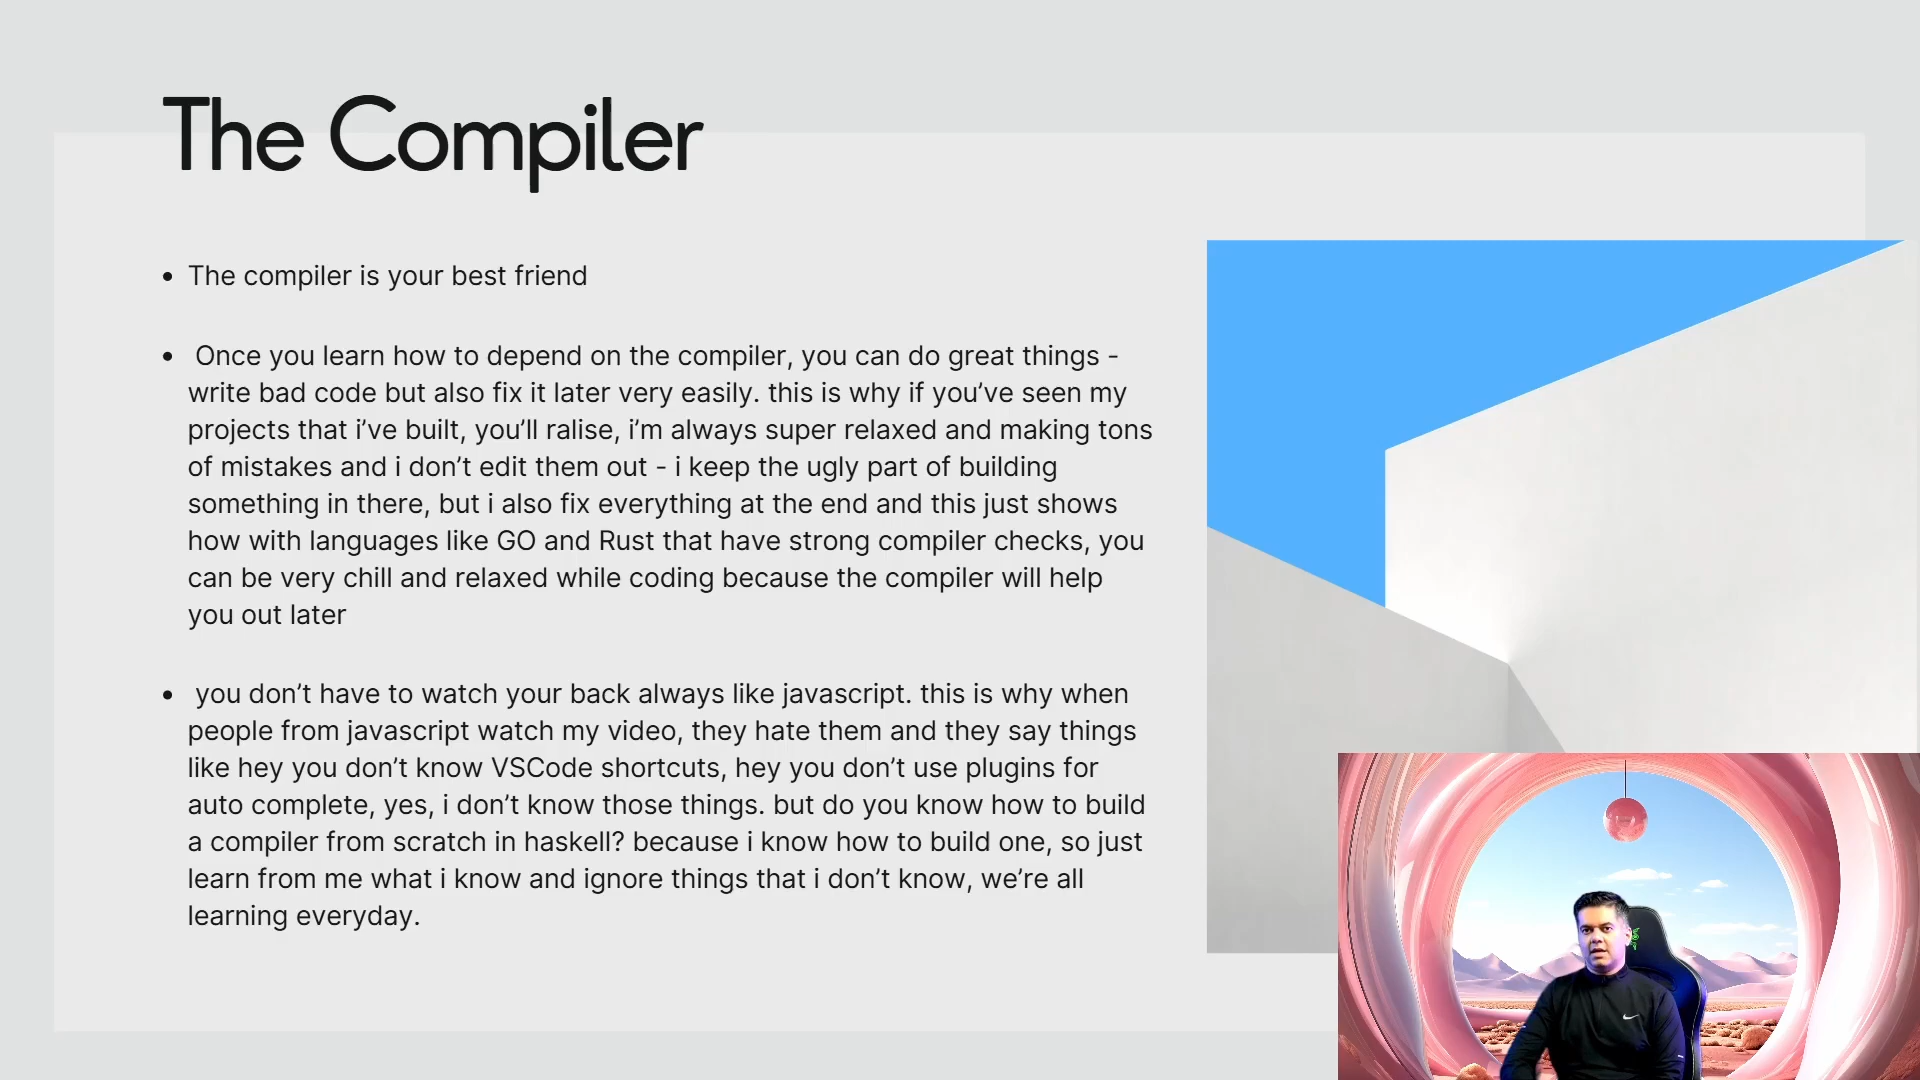 The Compiler
• The compiler is your best friend
• Once you learn how to depend on the compiler, you can do great things -
write bad code but also fix it later very easily. this is why if you’ve seen my
projects that i’ve built, you’ll ralise, i’m always super relaxed and making tons
of mistakes and i don’t edit them out - i keep the ugly part of building
something in there, but i also fix everything at the end and this just shows
how with languages like GO and Rust that have strong compiler checks, you
can be very chill and relaxed while coding because the compiler will help
you out later
• you don’t have to watch your back always like javascript. this is why when
people from javascript watch my video, they hate them and they say things
like hey you don’t know VSCode shortcuts, hey you don’t use plugins for
auto complete, yes, i don’t know those things. but do you know how to build
a compiler from scratch in haskell? because i know how to build one, so just
learn from me what i know and ignore things that i don’t know, we’re all
learning everyday.